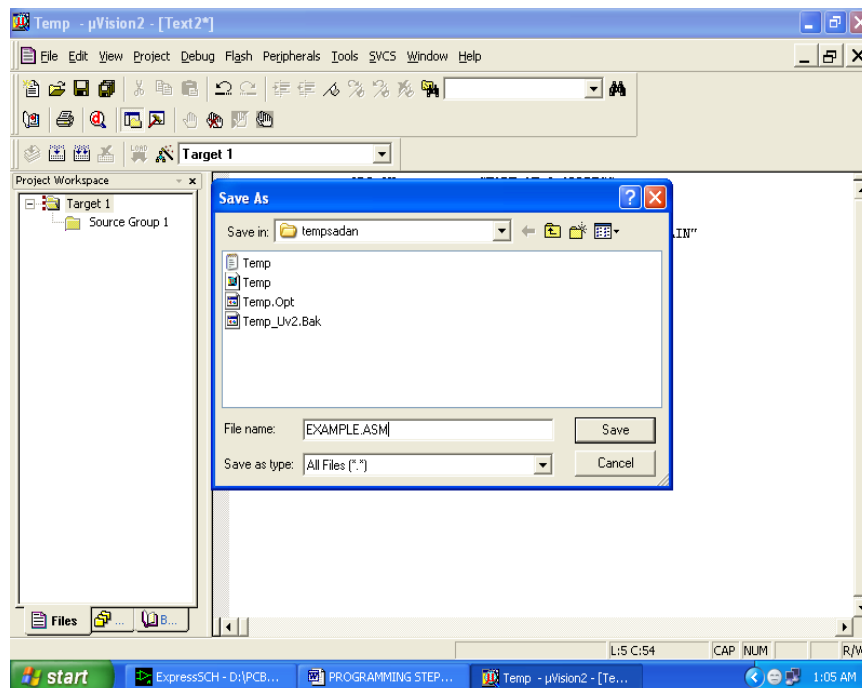 Temp - µVision2 - [Text2*]
File Edit View Project Debug Flash Peripherals Tools SVCS Window Help
LOAD Target 1
Project Workspace
Target 1
Source Group 1
Save As
Save in: tempsadan
Temp
Temp
Temp.Opt
Temp_Uv2.Bak
File name: EXAMPLE.ASM
Save
Save as type: All Files (*.*)
Cancel
Files
...
B...
L:5 C:54
CAP NUM
R/W
start
ExpressSCH - D:\PCB...
PROGRAMMING STEP...
Temp - µVision2 - [Te...
1:05 AM